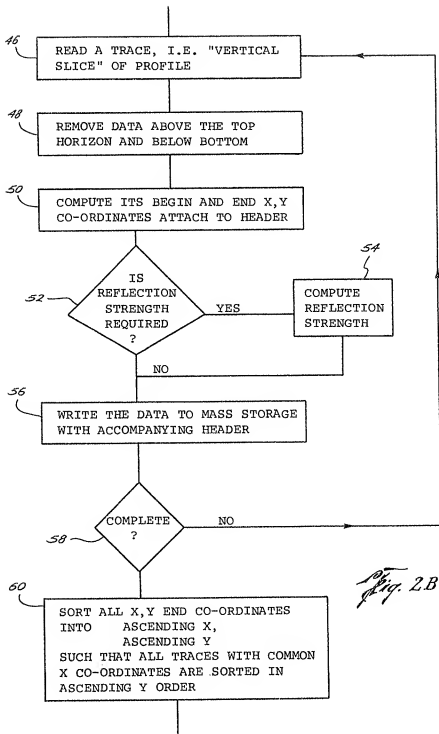 46
READ A TRACE, I.E. "VERTICAL
SLICE" OF PROFILE
48
REMOVE DATA ABOVE THE TOP
HORIZON AND BELOW BOTTOM
50
COMPUTE ITS BEGIN AND END X,Y
CO-ORDINATES ATTACH TO HEADER
52
IS
REFLECTION
STRENGTH
REQUIRED
?
YES
54
COMPUTE
REFLECTION
STRENGTH
NO
56
WRITE THE DATA TO MASS STORAGE
WITH ACCOMPANYING HEADER
58
COMPLETE
?
NO
Fig. 2B
60
SORT ALL X,Y END CO-ORDINATES
INTO ASCENDING X,
ASCENDING Y
SUCH THAT ALL TRACES WITH COMMON
X CO-ORDINATES ARE SORTED IN
ASCENDING Y ORDER